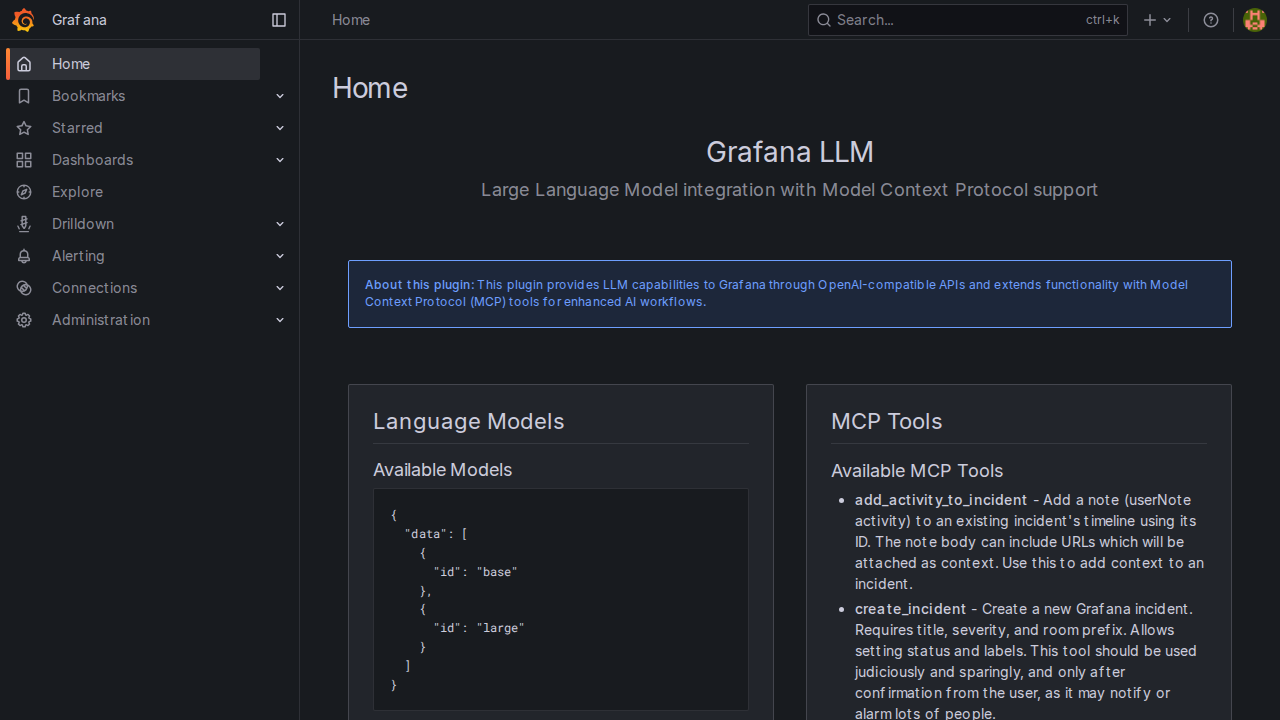 Grafana
Home
Search...
ctrl+k
Home
Bookmarks
Starred
Dashboards
Explore
Drilldown
Alerting
Connections
Administration
Home
Grafana LLM
Large Language Model integration with Model Context Protocol support
About this plugin: This plugin provides LLM capabilities to Grafana through OpenAI-compatible APIs and extends functionality with Model
Context Protocol (MCP) tools for enhanced AI workflows.
Language Models
Available Models
{
"data": [
{
"id": "base"
},
{
"id": "large"
}
]
}
MCP Tools
Available MCP Tools
add_activity_to_incident - Add a note (userNote
activity) to an existing incident's timeline using its
ID. The note body can include URLs which will be
attached as context. Use this to add context to an
incident.
create_incident - Create a new Grafana incident.
Requires title, severity, and room prefix. Allows
setting status and labels. This tool should be used
judiciously and sparingly, and only after
confirmation from the user, as it may notify or
alarm lots of people.